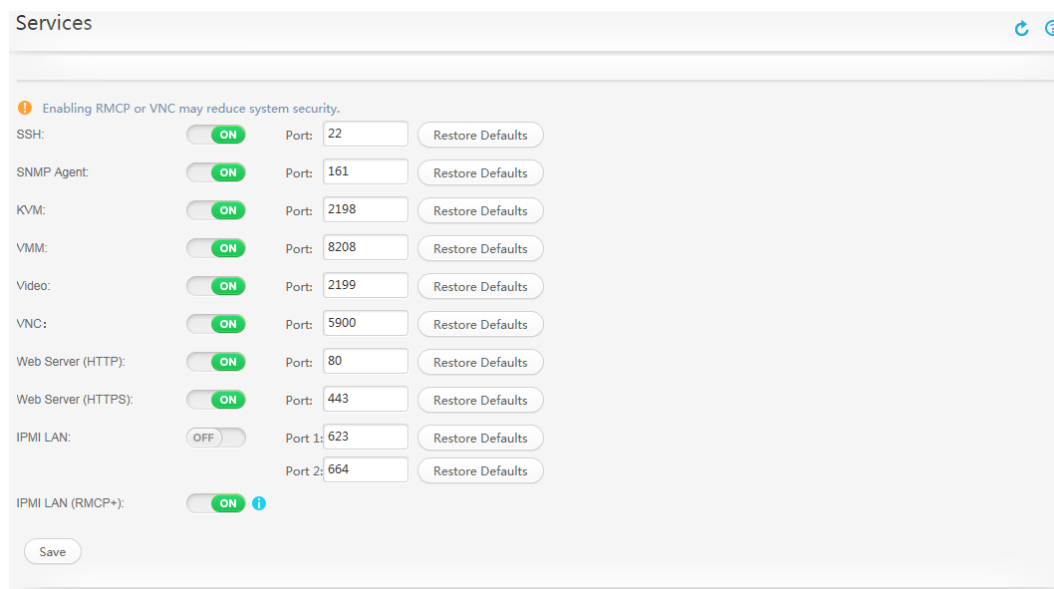 Services
Enabling RMCP or VNC may reduce system security.
SSH: ON Port: 22 Restore Defaults
SNMP Agent: ON Port: 161 Restore Defaults
KVM: ON Port: 2198 Restore Defaults
VMM: ON Port: 8208 Restore Defaults
Video: ON Port: 2199 Restore Defaults
VNC: ON Port: 5900 Restore Defaults
Web Server (HTTP): ON Port: 80 Restore Defaults
Web Server (HTTPS): ON Port: 443 Restore Defaults
IPMI LAN: OFF Port 1: 623 Restore Defaults
Port 2: 664 Restore Defaults
IPMI LAN (RMCP+): ON
Save